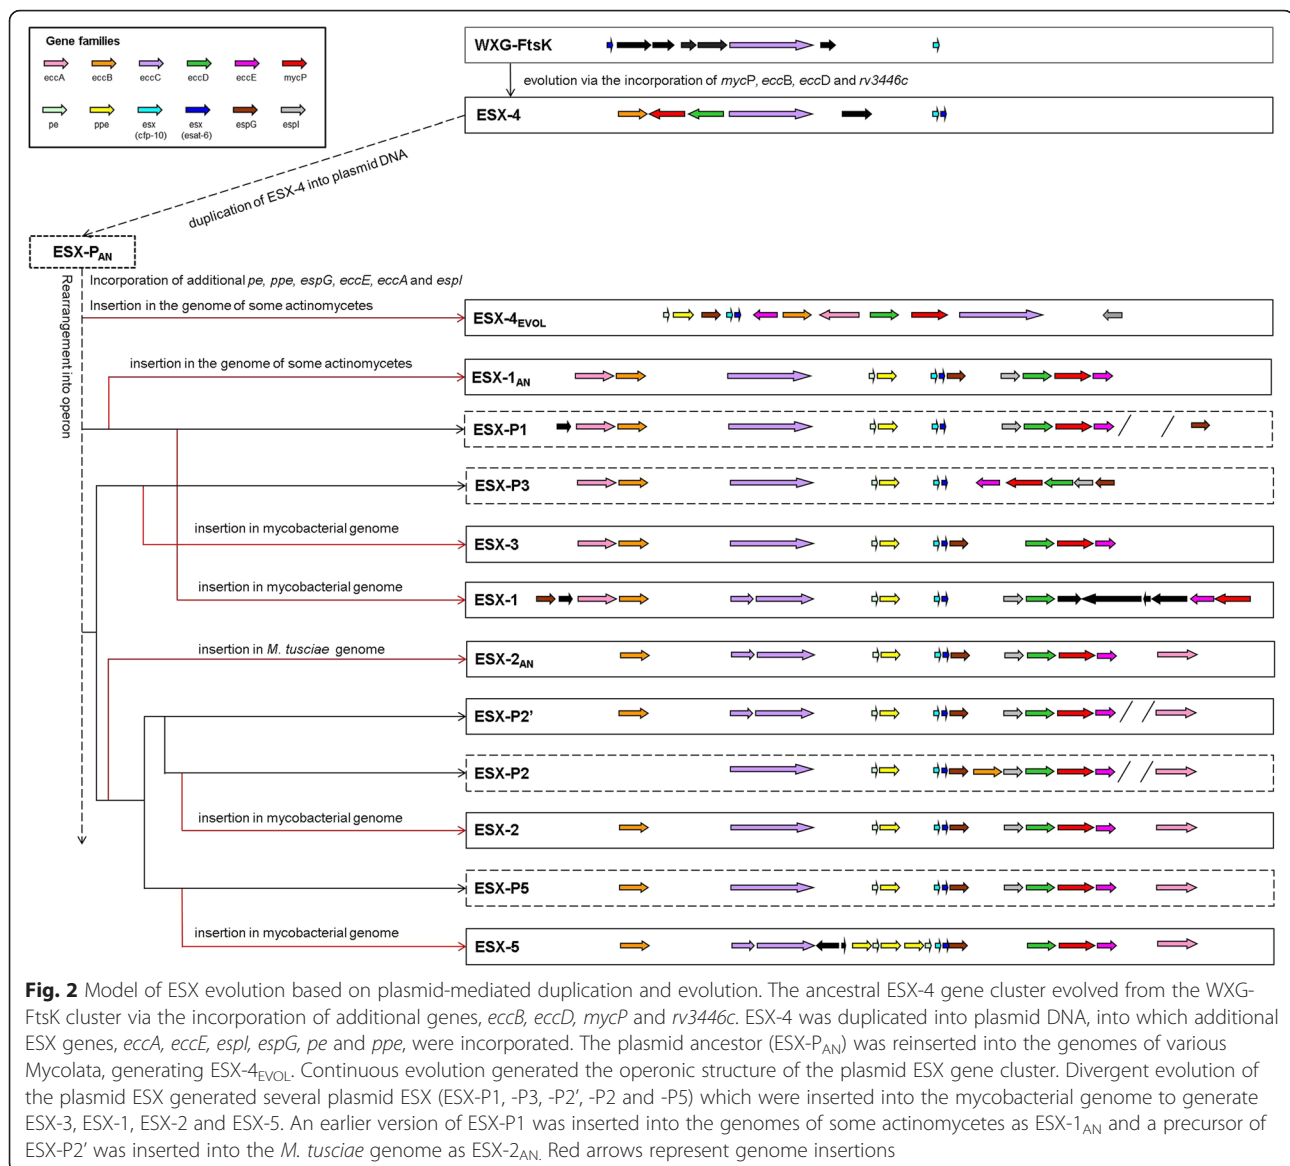 Gene families
eccA eccB eccC eccD eccE mycP
pe ppe esx (cfp-10) esx (esat-6) espG espI
WXG-FtsK
evolution via the incorporation of mycP, eccB, eccD and rv3446c
ESX-4
duplication of ESX-4 into plasmid DNA
ESX-PAN
Rearrangement into operon
Incorporation of additional pe, ppe, espG, eccE, eccA and espI
Insertion in the genome of some actinomycetes
ESX-4EVOL
insertion in the genome of some actinomycetes
ESX-1AN
ESX-P1
ESX-P3
insertion in mycobacterial genome
ESX-3
insertion in mycobacterial genome
ESX-1
insertion in M. tusciae genome
ESX-2AN
ESX-P2'
ESX-P2
insertion in mycobacterial genome
ESX-2
ESX-P5
insertion in mycobacterial genome
ESX-5
Fig. 2 Model of ESX evolution based on plasmid-mediated duplication and evolution. The ancestral ESX-4 gene cluster evolved from the WXG-
FtsK cluster via the incorporation of additional genes, eccB, eccD, mycP and rv3446c. ESX-4 was duplicated into plasmid DNA, into which additional
ESX genes, eccA, eccE, espI, espG, pe and ppe, were incorporated. The plasmid ancestor (ESX-PAN) was reinserted into the genomes of various
Mycolata, generating ESX-4EVOL. Continuous evolution generated the operonic structure of the plasmid ESX gene cluster. Divergent evolution of
the plasmid ESX generated several plasmid ESX (ESX-P1, -P3, -P2', -P2 and -P5) which were inserted into the mycobacterial genome to generate
ESX-3, ESX-1, ESX-2 and ESX-5. An earlier version of ESX-P1 was inserted into the genomes of some actinomycetes as ESX-1AN and a precursor of
ESX-P2' was inserted into the M. tusciae genome as ESX-2AN. Red arrows represent genome insertions